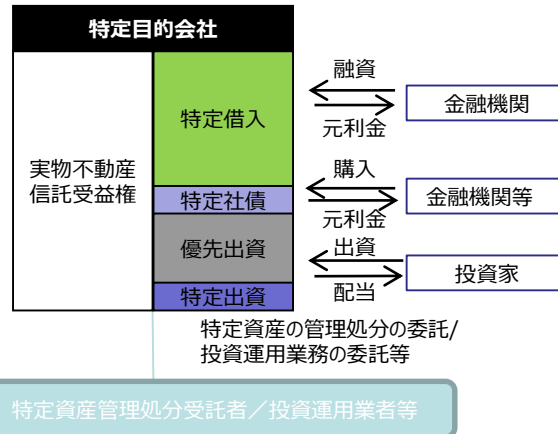 特定目的会社
実物不動産
信託受益権
特定借入
特定社債
優先出資
特定出資
融資
元利金
金融機関
購入
元利金
金融機関等
出資
配当
投資家
特定資産の管理処分の委託/
投資運用業務の委託等
特定資産管理処分受託者／投資運用業者等